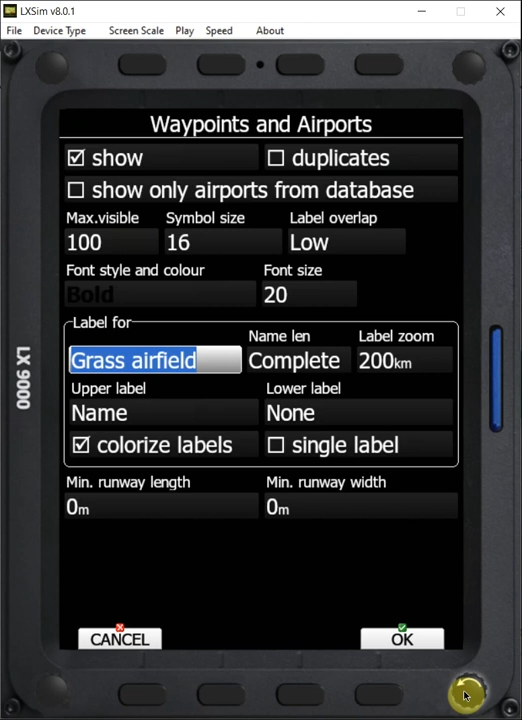 LXSim v8.0.1
File Device Type Screen Scale Play Speed About
Waypoints and Airports
show duplicates
show only airports from database
Max.visible Symbol size Label overlap
100 16 Low
Font style and colour Font size
Bold 20
Label for
Name len Label zoom
Grass airfield Complete 200km
Upper label Lower label
Name None
colorize labels single label
Min. runway length Min. runway width
0m 0m
CANCEL OK
LX 9000